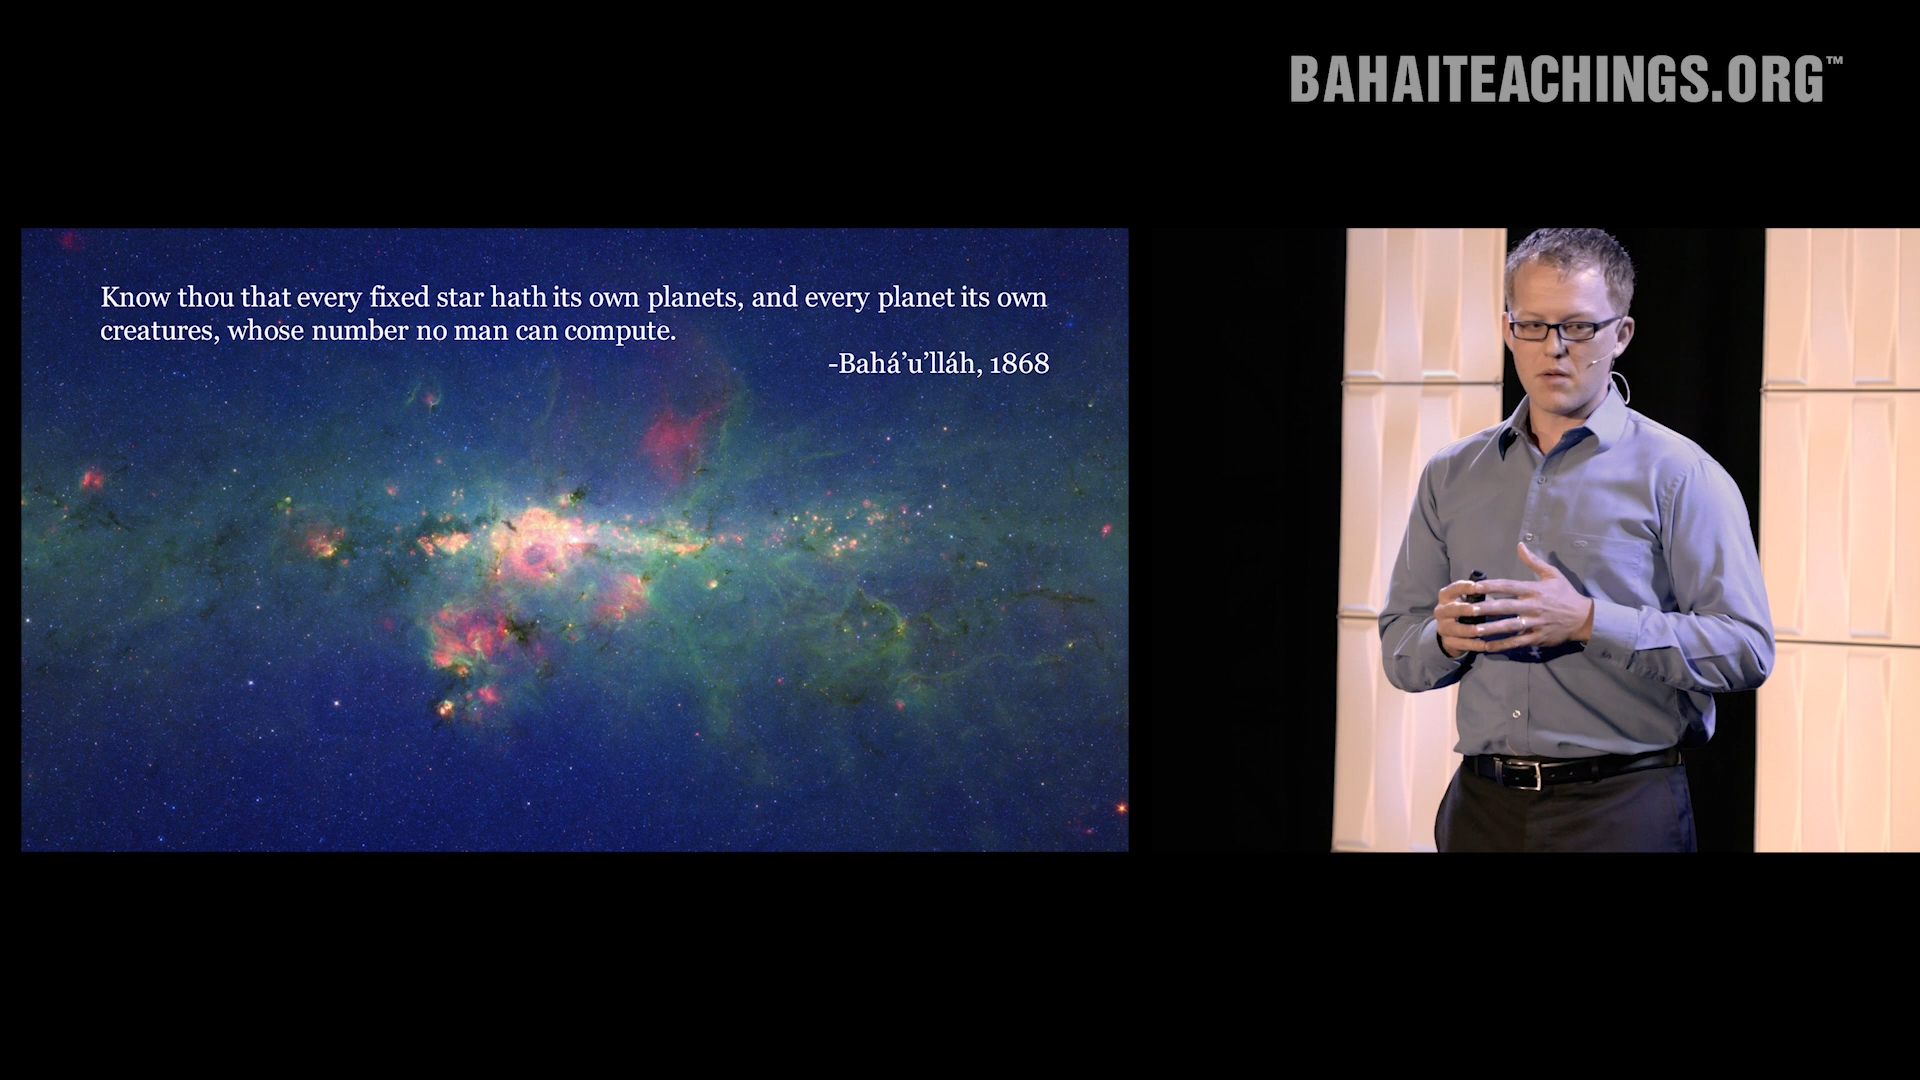 BAHAITEACHINGS.ORG™
Know thou that every fixed star hath its own planets, and every planet its own
creatures, whose number no man can compute.
-Bahá’u’lláh, 1868